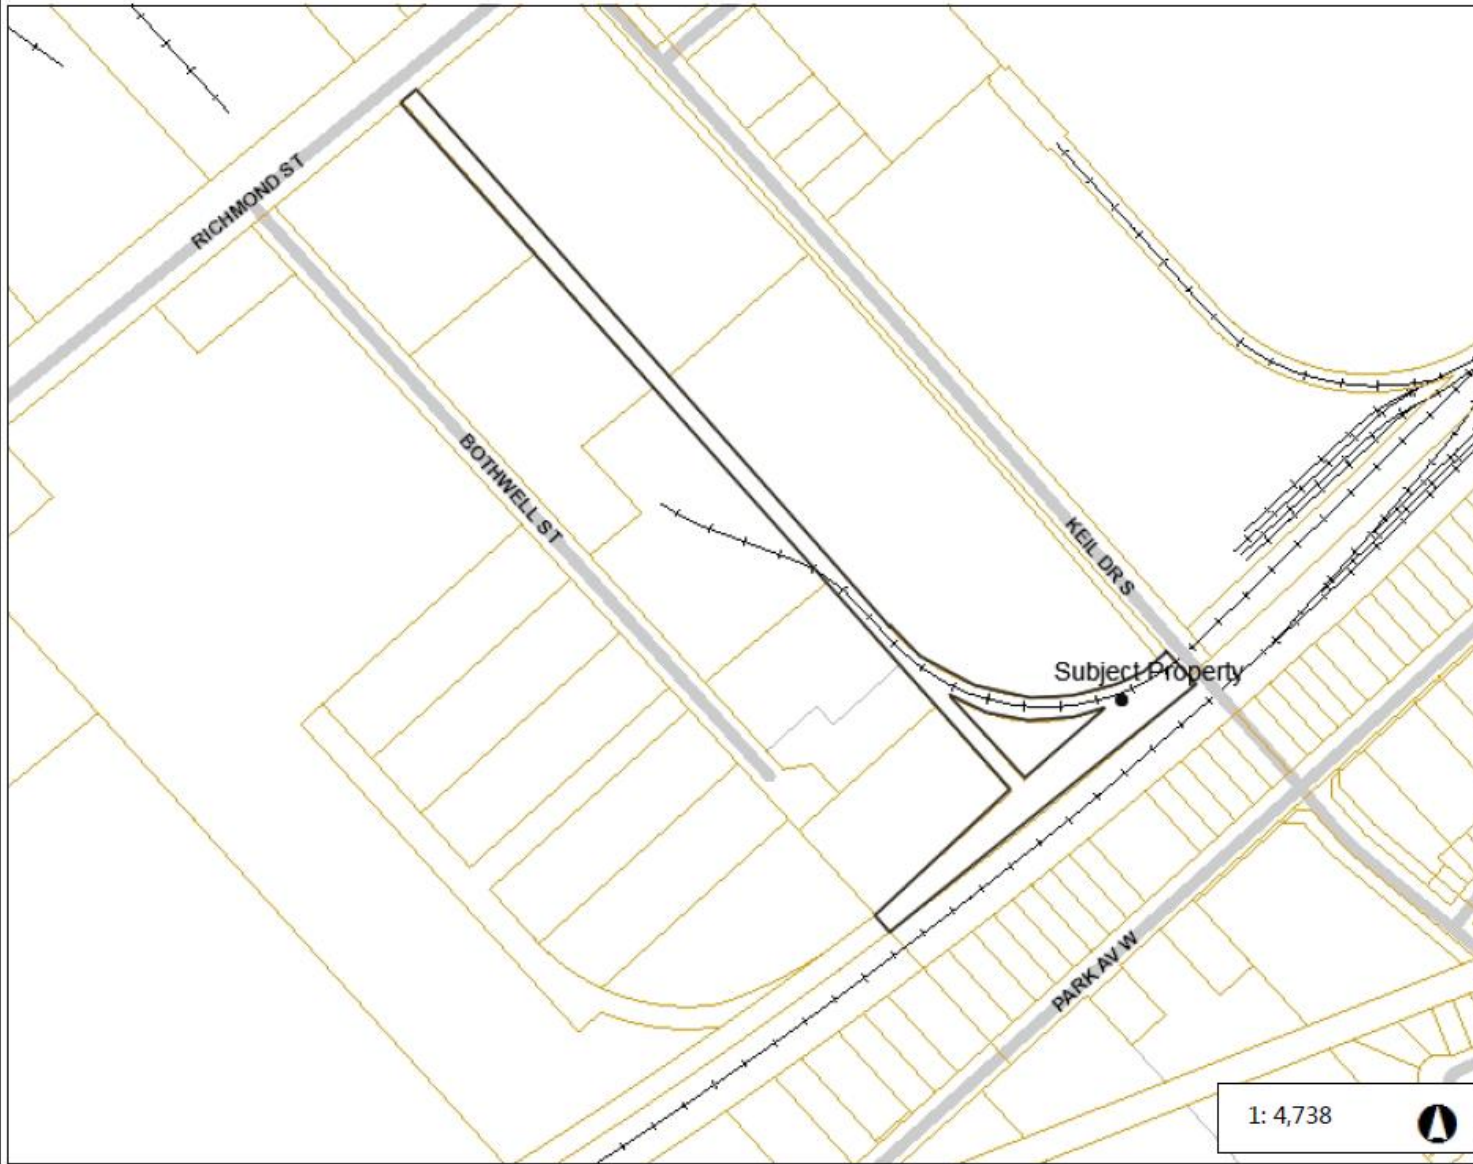 RICHMOND ST
BOTHWELL ST
KEIL DR S
Subject Property
PARK AV W
1: 4,738